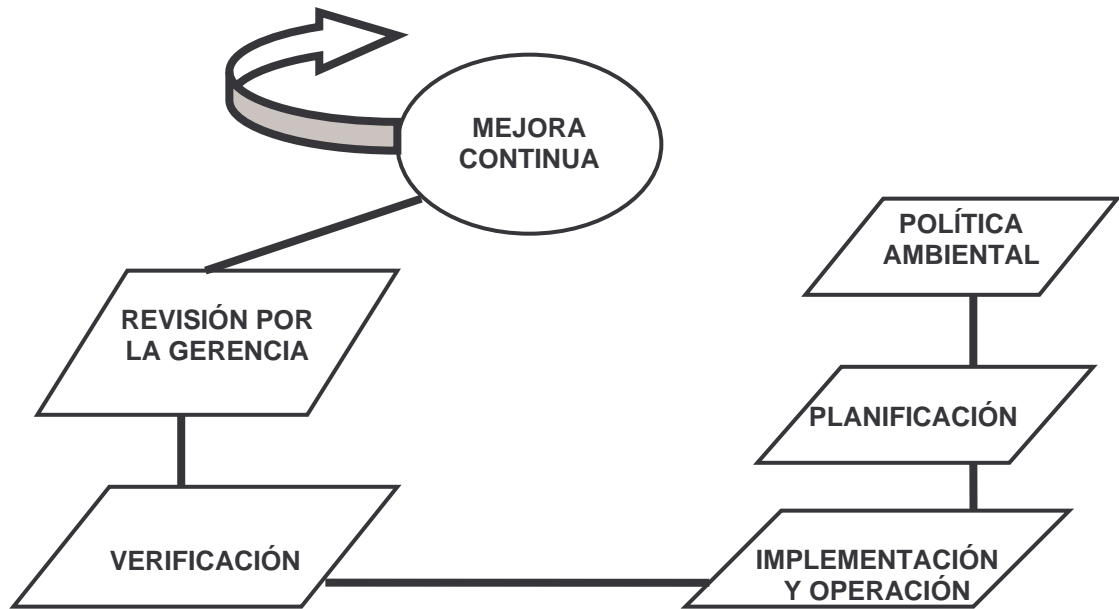 MEJORA
CONTINUA
POLÍTICA
AMBIENTAL
REVISIÓN POR
LA GERENCIA
PLANIFICACIÓN
VERIFICACIÓN
IMPLEMENTACIÓN
Y OPERACIÓN